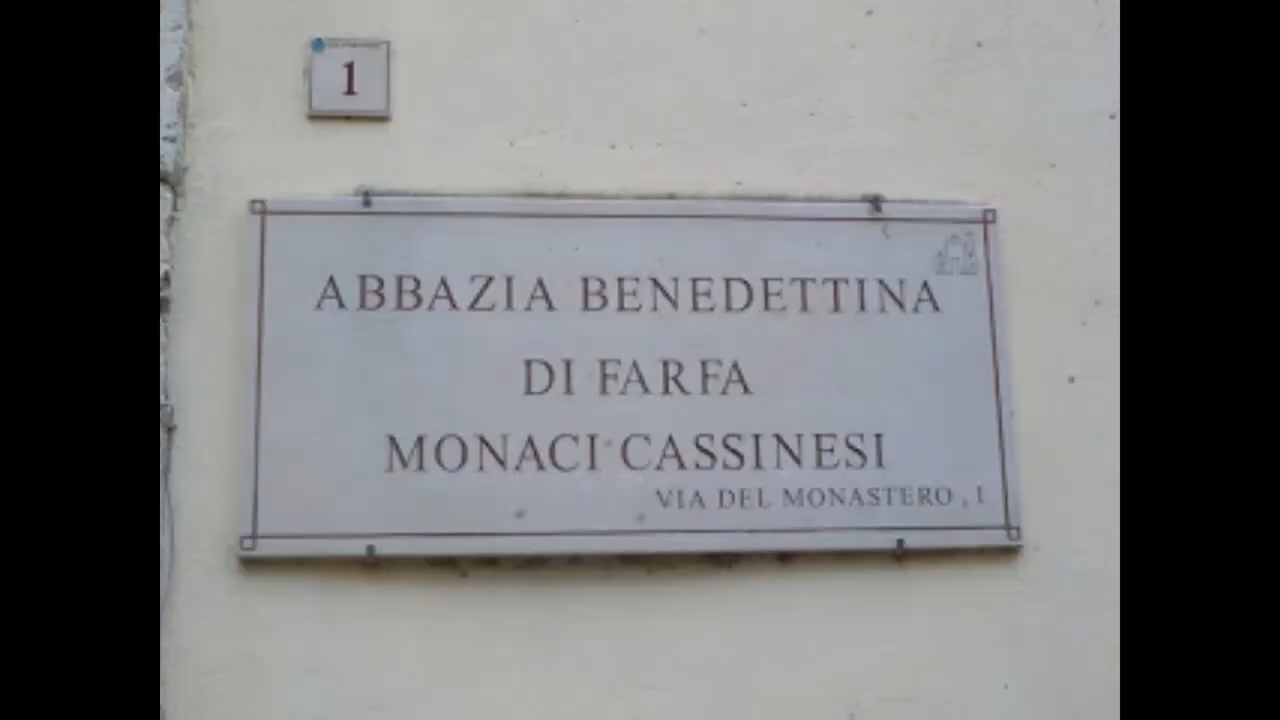 1
ABBAZIA BENEDETTINA
DI FARFA
MONACI CASSINESI
VIA DEL MONASTERO, 1